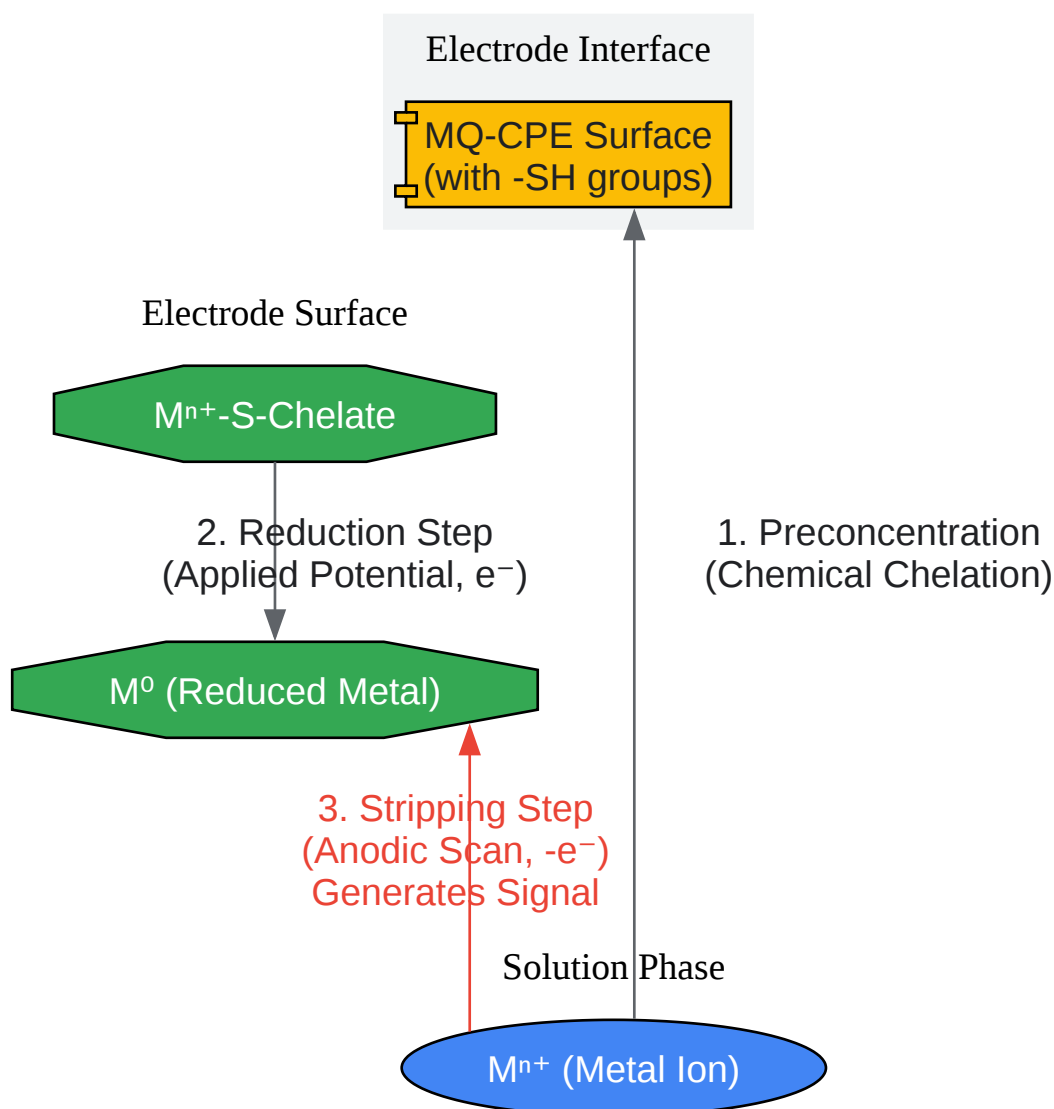 Electrode Interface
MQ-CPE Surface
(with -SH groups)
Electrode Surface
Mⁿ⁺-S-Chelate
2. Reduction Step
(Applied Potential, e⁻)
1. Preconcentration
(Chemical Chelation)
M⁰ (Reduced Metal)
3. Stripping Step
(Anodic Scan, -e⁻)
Generates Signal
Solution Phase
Mⁿ⁺ (Metal Ion)